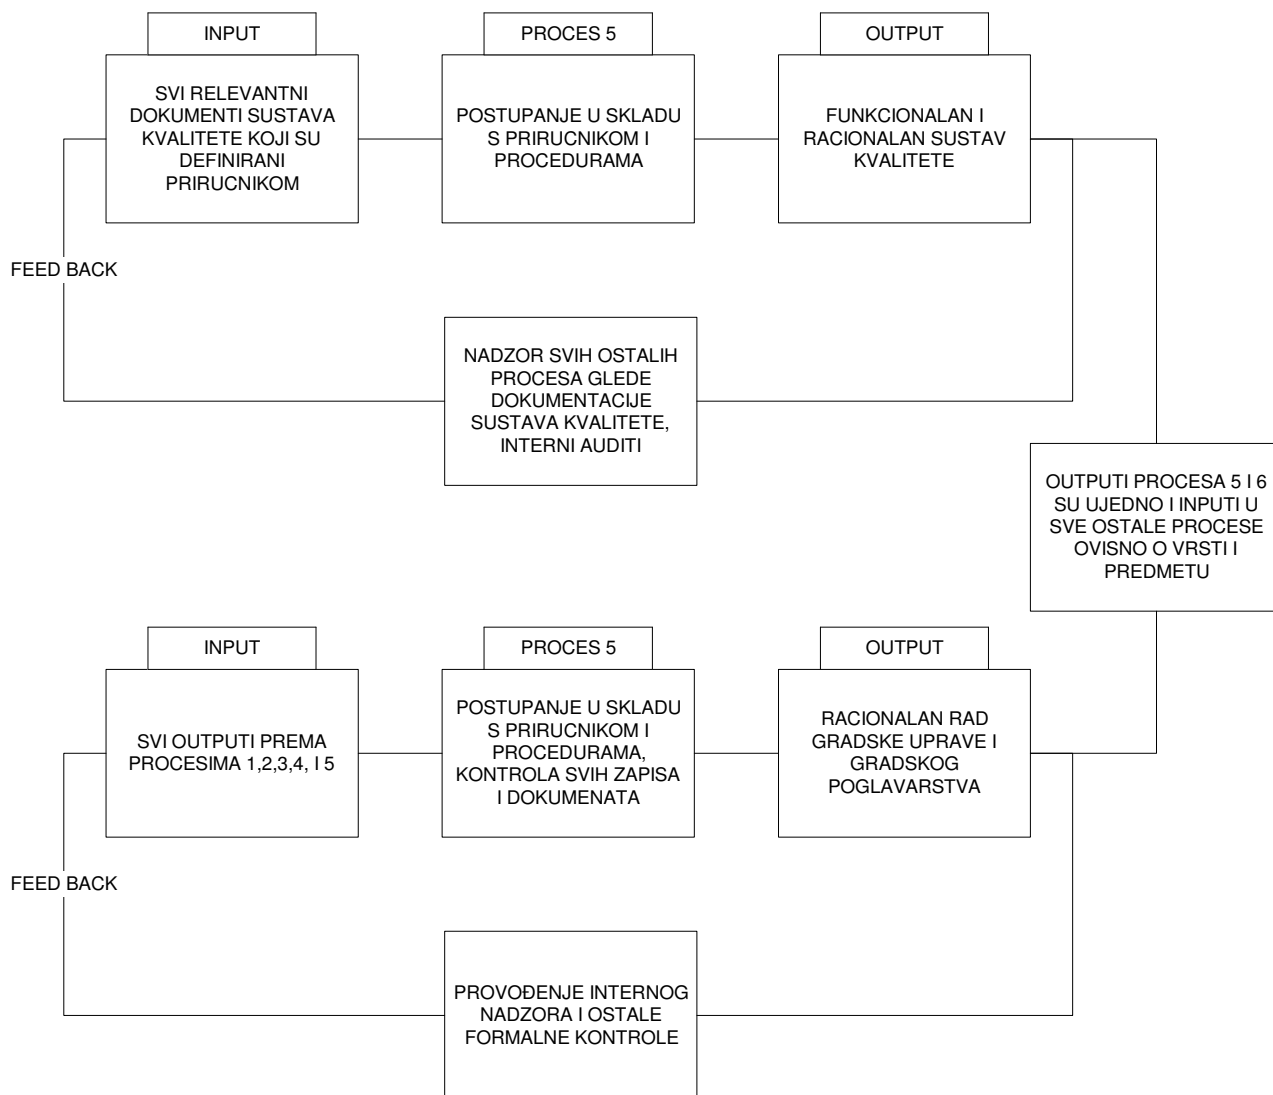 INPUT
PROCES 5
OUTPUT
SVI RELEVANTNI
DOKUMENTI SUSTAVA
KVALITETE KOJI SU
DEFINIRANI
PRIRUCNIKOM
POSTUPANJE U SKLADU
S PRIRUCNIKOM I
PROCEDURAMA
FUNKCIONALAN I
RACIONALAN SUSTAV
KVALITETE
FEED BACK
NADZOR SVIH OSTALIH
PROCESA GLEDE
DOKUMENTACIJE
SUSTAVA KVALITETE,
INTERNI AUDITI
OUTPUTI PROCESA 5 I 6
SU UJEDNO I INPUTI U
SVE OSTALE PROCESE
OVISNO O VRSTI I
PREDMETU
INPUT
PROCES 5
OUTPUT
SVI OUTPUTI PREMA
PROCESIMA 1,2,3,4, I 5
POSTUPANJE U SKLADU
S PRIRUCNIKOM I
PROCEDURAMA,
KONTROLA SVIH ZAPISA
I DOKUMENATA
RACIONALAN RAD
GRADSKE UPRAVE I
GRADSKOG
POGLAVARSTVA
FEED BACK
PROVOĐENJE INTERNOG
NADZORA I OSTALE
FORMALNE KONTROLE